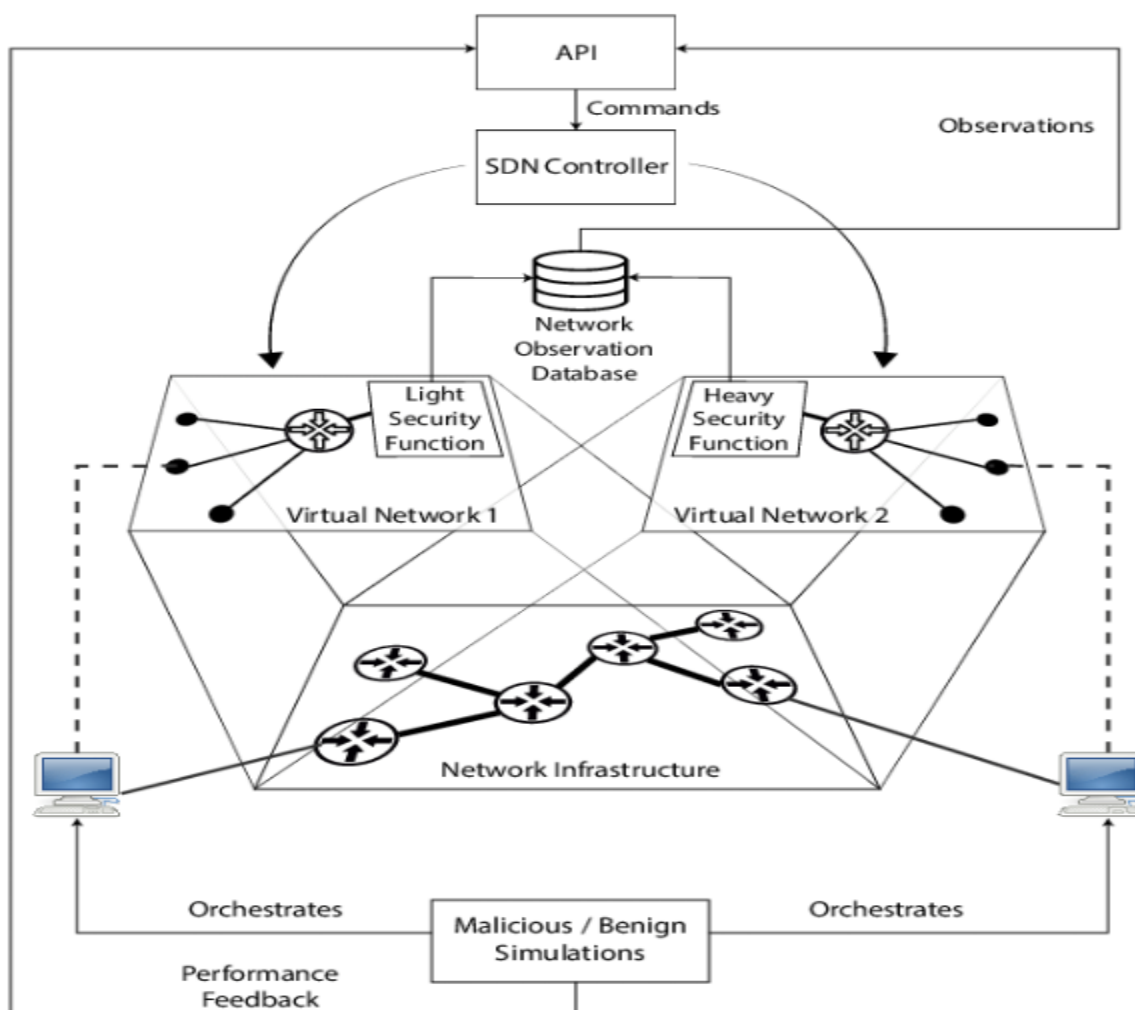 API
Commands
Observations
SDN Controller
Network
Observation
Database
Light
Security
Function
Heavy
Security
Function
Virtual Network 1
Virtual Network 2
Network Infrastructure
Orchestrates
Malicious / Benign
Simulations
Orchestrates
Performance
Feedback